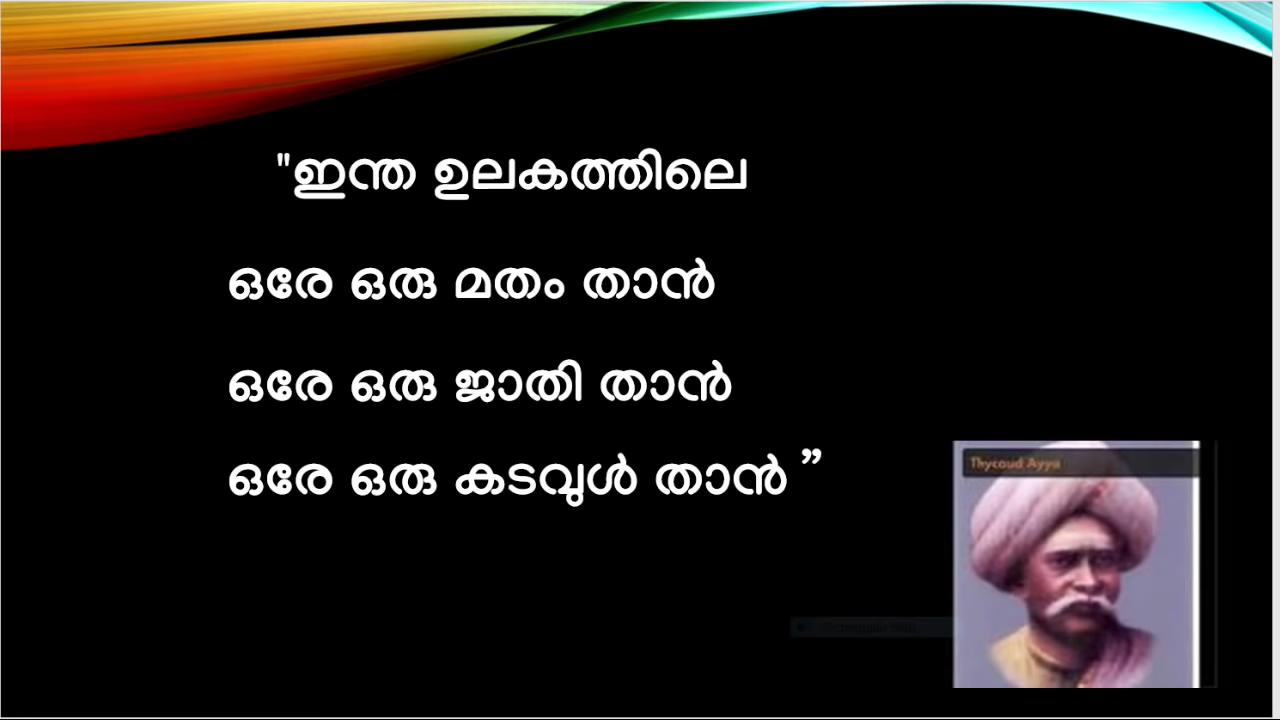 "ഇന്ത ഉലകത്തിലെ
ഒരേ ഒരു മതം താൻ
ഒരേ ഒരു ജാതി താൻ
ഒരേ ഒരു കടവുൾ താൻ ”
Thycoud Ayya